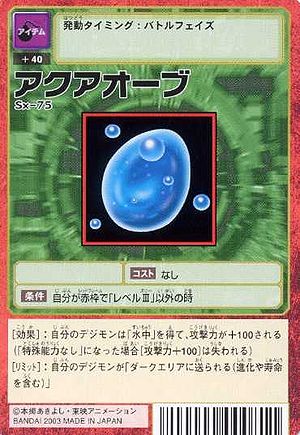 アイテム
発動タイミング：バトルフェイズ
+40
アクアオーブ
Sx-75
コスト なし
条件 自分が赤枠で「レベルⅢ」以外の時
[効果]：自分のデジモンは「水中」を得て、攻撃力が+100される
(「特殊能力なし」になった場合[攻撃力+100]は失われる)
[リミット]：自分のデジモンが「ダークエリアに送られる(進化や寿命
を含む)」
©本郷あきよし・東映アニメーション
BANDAI 2003 MADE IN JAPAN